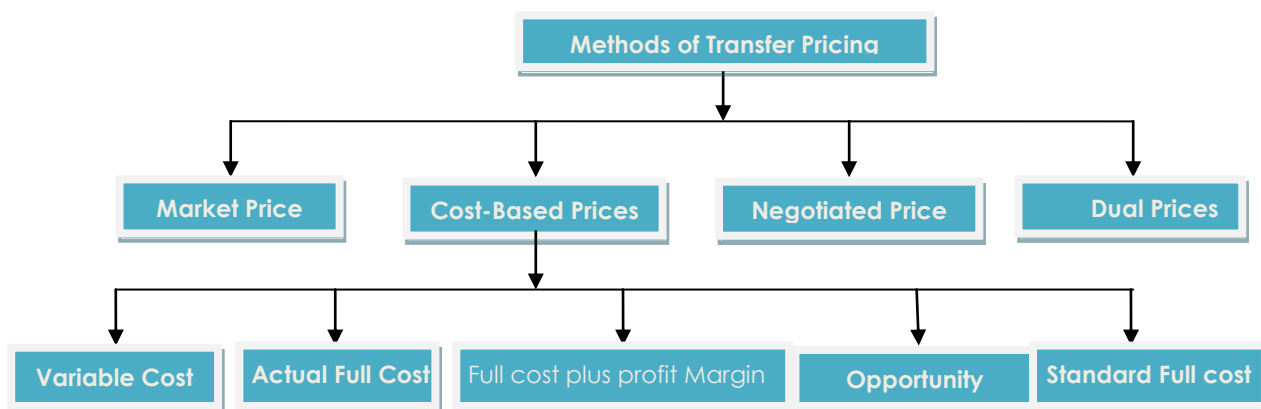 Methods of Transfer Pricing
Market Price
Cost-Based Prices
Negotiated Price
Dual Prices
Variable Cost
Actual Full Cost
Full cost plus profit Margin
Opportunity
Standard Full cost